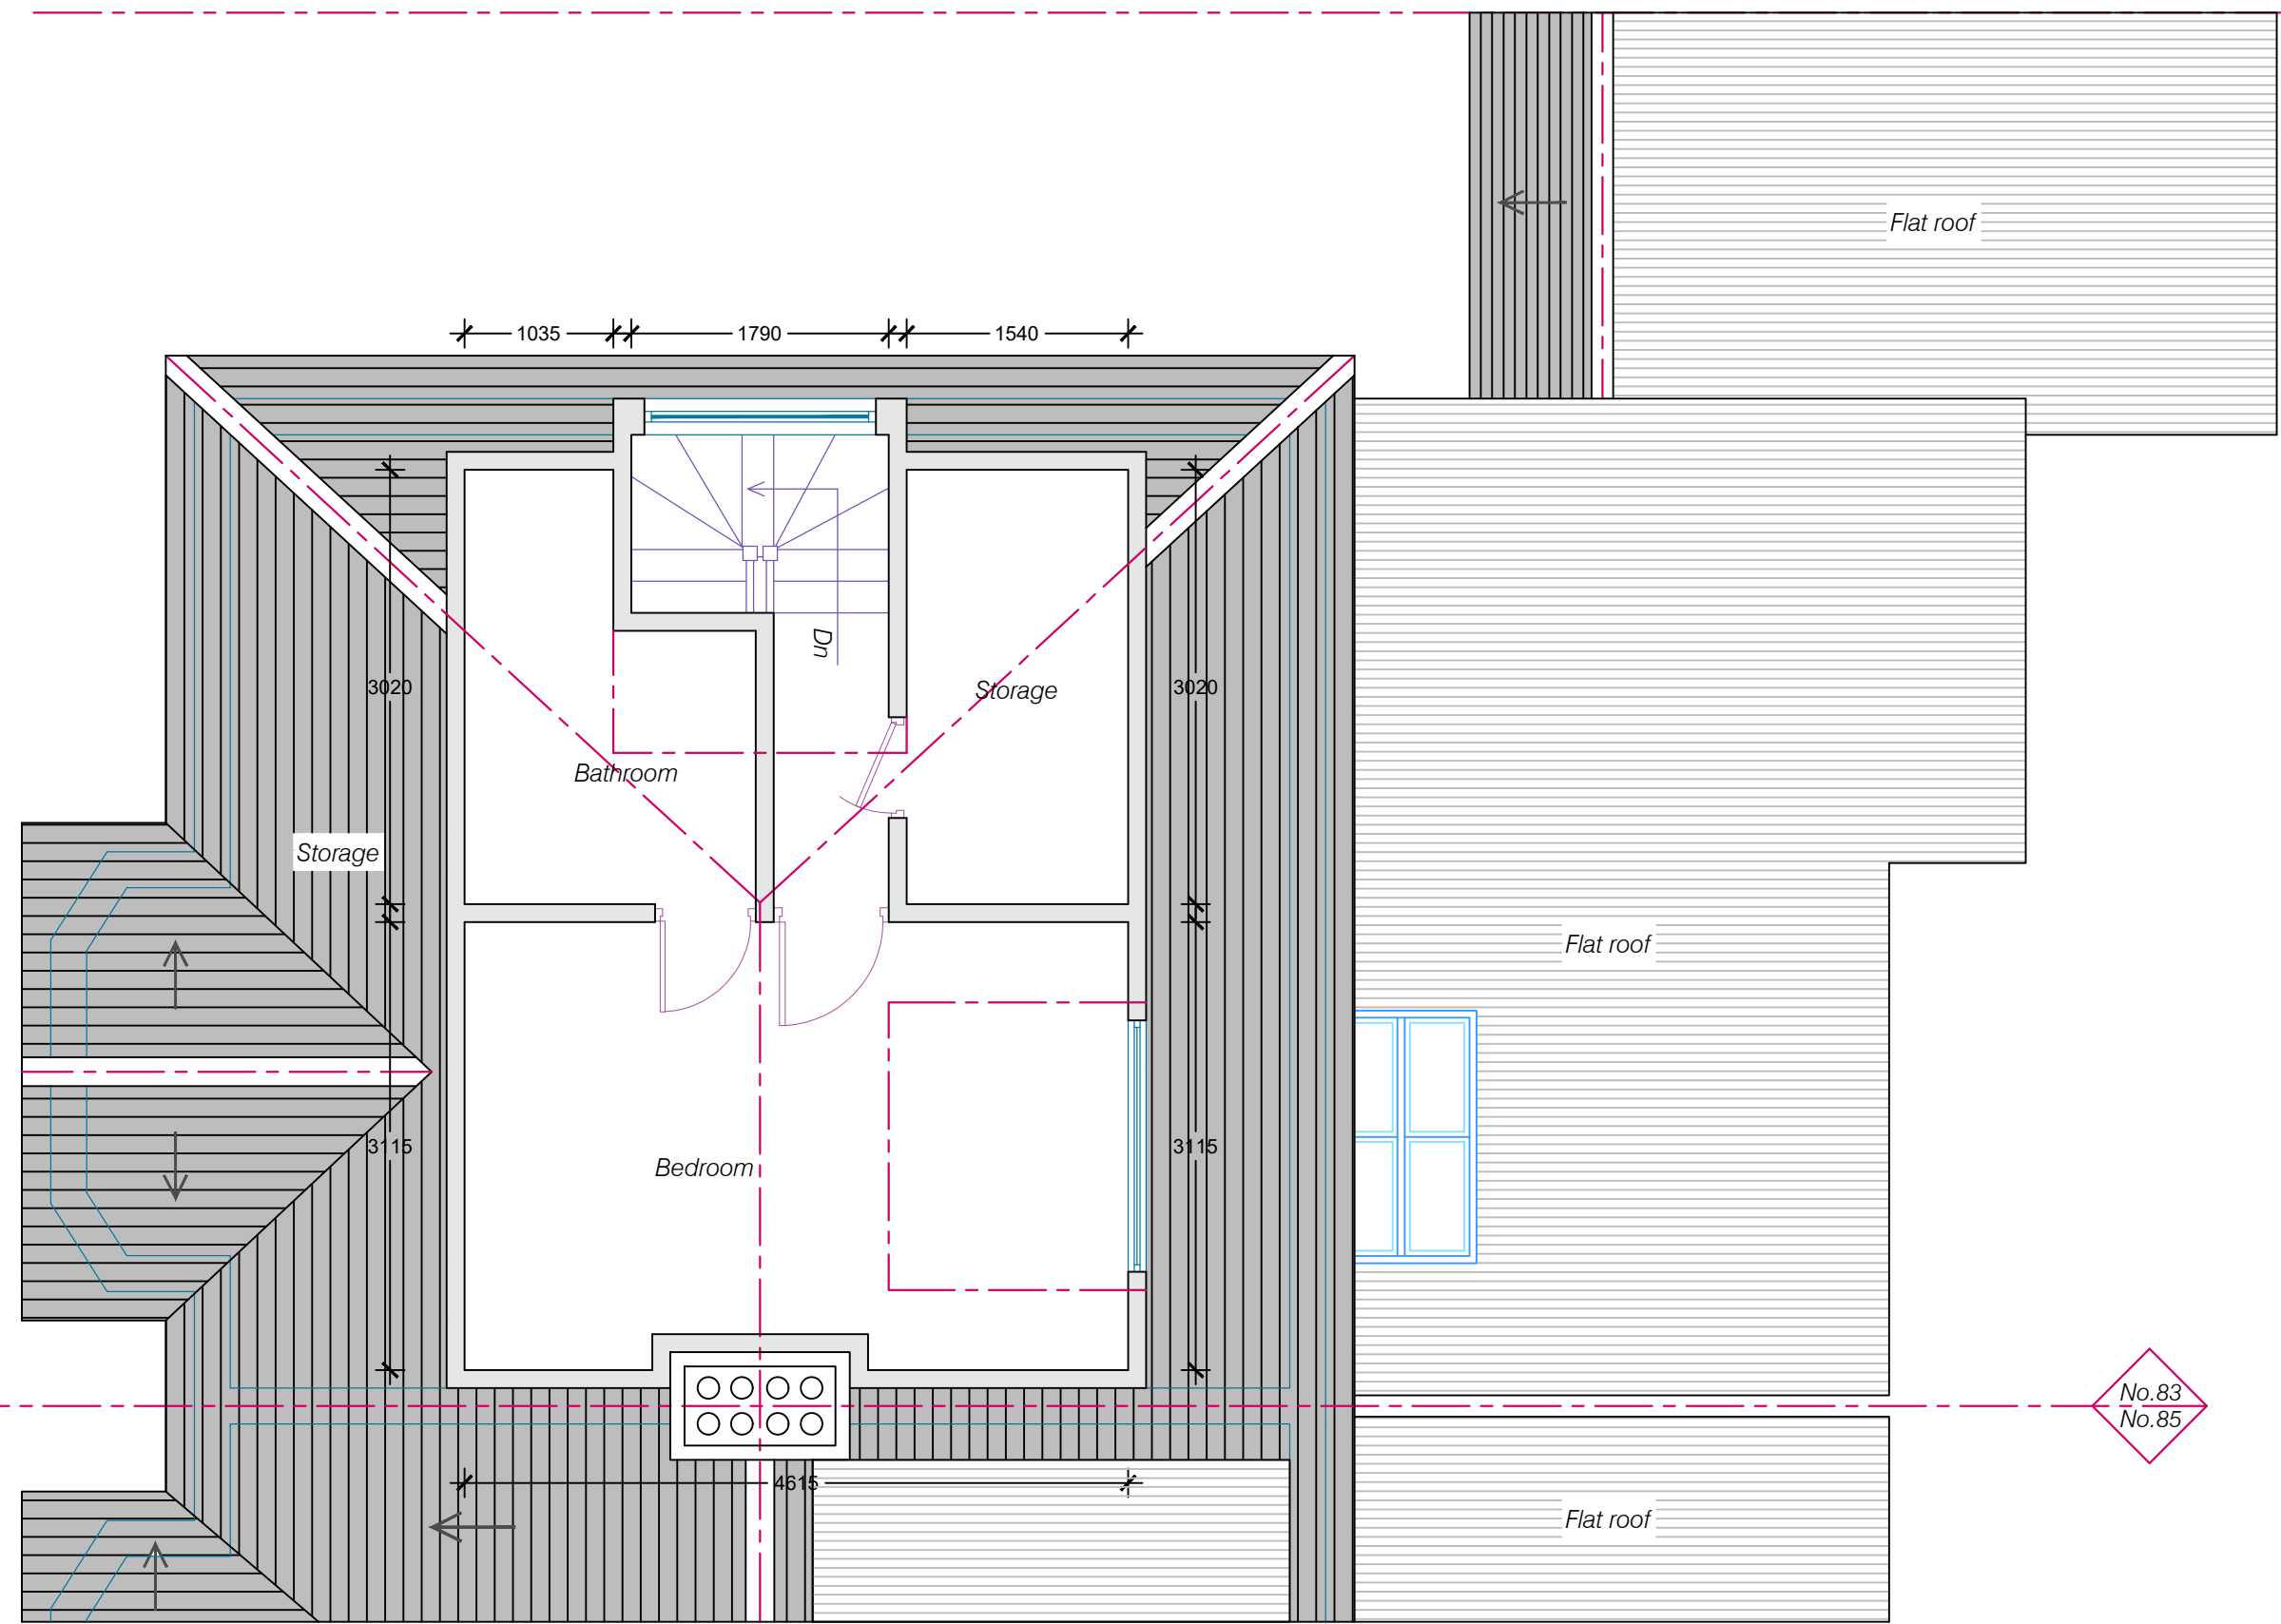 Flat roof
1035
1790
1540
Dn
3020
Storage
3020
Bathroom
Storage
Flat roof
3115
Bedroom
3115
No.83
No.85
4615
Flat roof